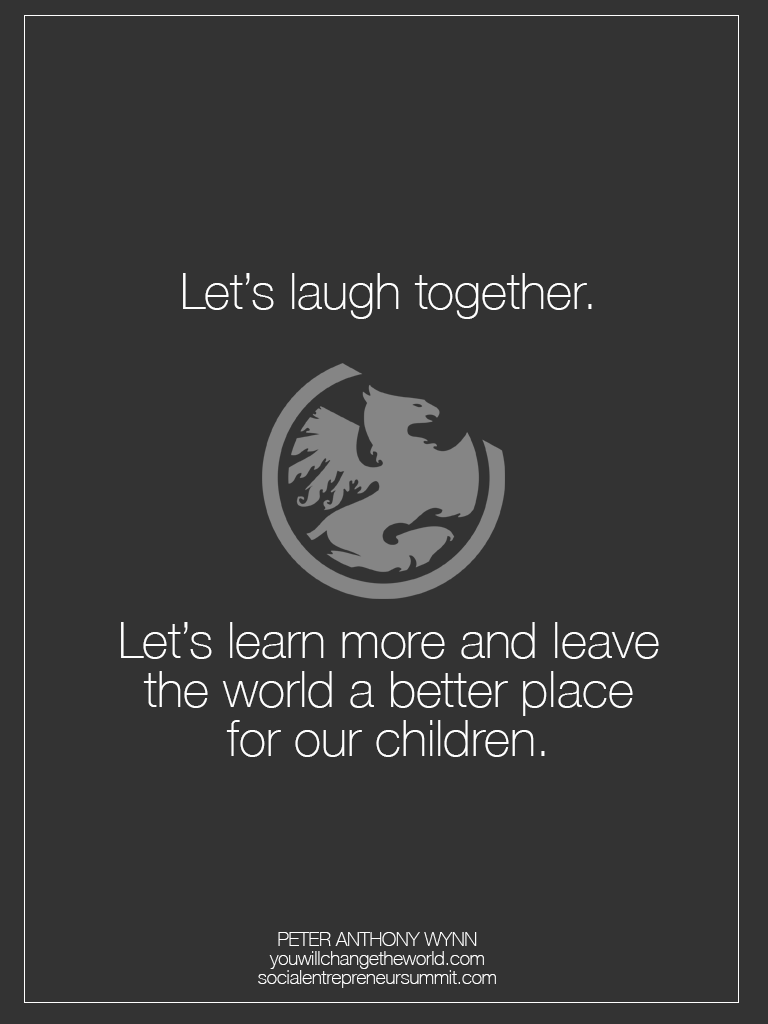 Let’s laugh together.
Let’s learn more and leave
the world a better place
for our children.
PETER ANTHONY WYNN
youwillchangetheworld.com
socialentrepreneursummit.com